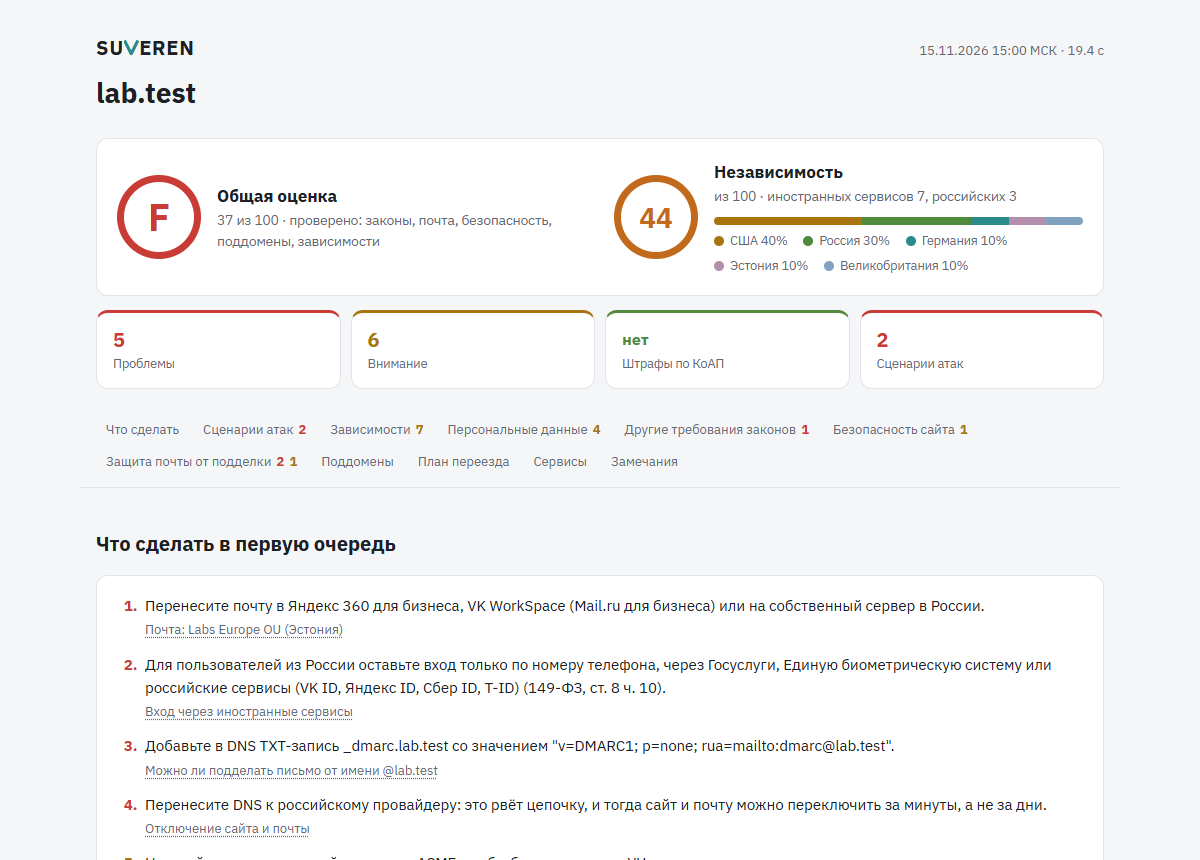 SUVEREN
15.11.2026 15:00 МСК · 19.4 с
lab.test
F
Общая оценка
37 из 100 · проверено: законы, почта, безопасность,
поддомены, зависимости
44
Независимость
из 100 · иностранных сервисов 7, российских 3
США 40% Россия 30% Германия 10%
Эстония 10% Великобритания 10%
5
Проблемы
6
Внимание
нет
Штрафы по КоАП
2
Сценарии атак
Что сделать Сценарии атак 2 Зависимости 7 Персональные данные 4 Другие требования законов 1 Безопасность сайта 1
Защита почты от подделки 2 1 Поддомены План переезда Сервисы Замечания
Что сделать в первую очередь
1. Перенесите почту в Яндекс 360 для бизнеса, VK WorkSpace (Mail.ru для бизнеса) или на собственный сервер в России.
Почта: Labs Europe OU (Эстония)
2. Для пользователей из России оставьте вход только по номеру телефона, через Госуслуги, Единую биометрическую систему или
российские сервисы (VK ID, Яндекс ID, Сбер ID, T-ID) (149-ФЗ, ст. 8 ч. 10).
Вход через иностранные сервисы
3. Добавьте в DNS TXT-запись _dmarc.lab.test со значением "v=DMARC1; p=none; rua=mailto:dmarc@lab.test".
Можно ли подделать письмо от имени @lab.test
4. Перенесите DNS к российскому провайдеру: это рвёт цепочку, и тогда сайт и почту можно переключить за минуты, а не за дни.
Отключение сайта и почты